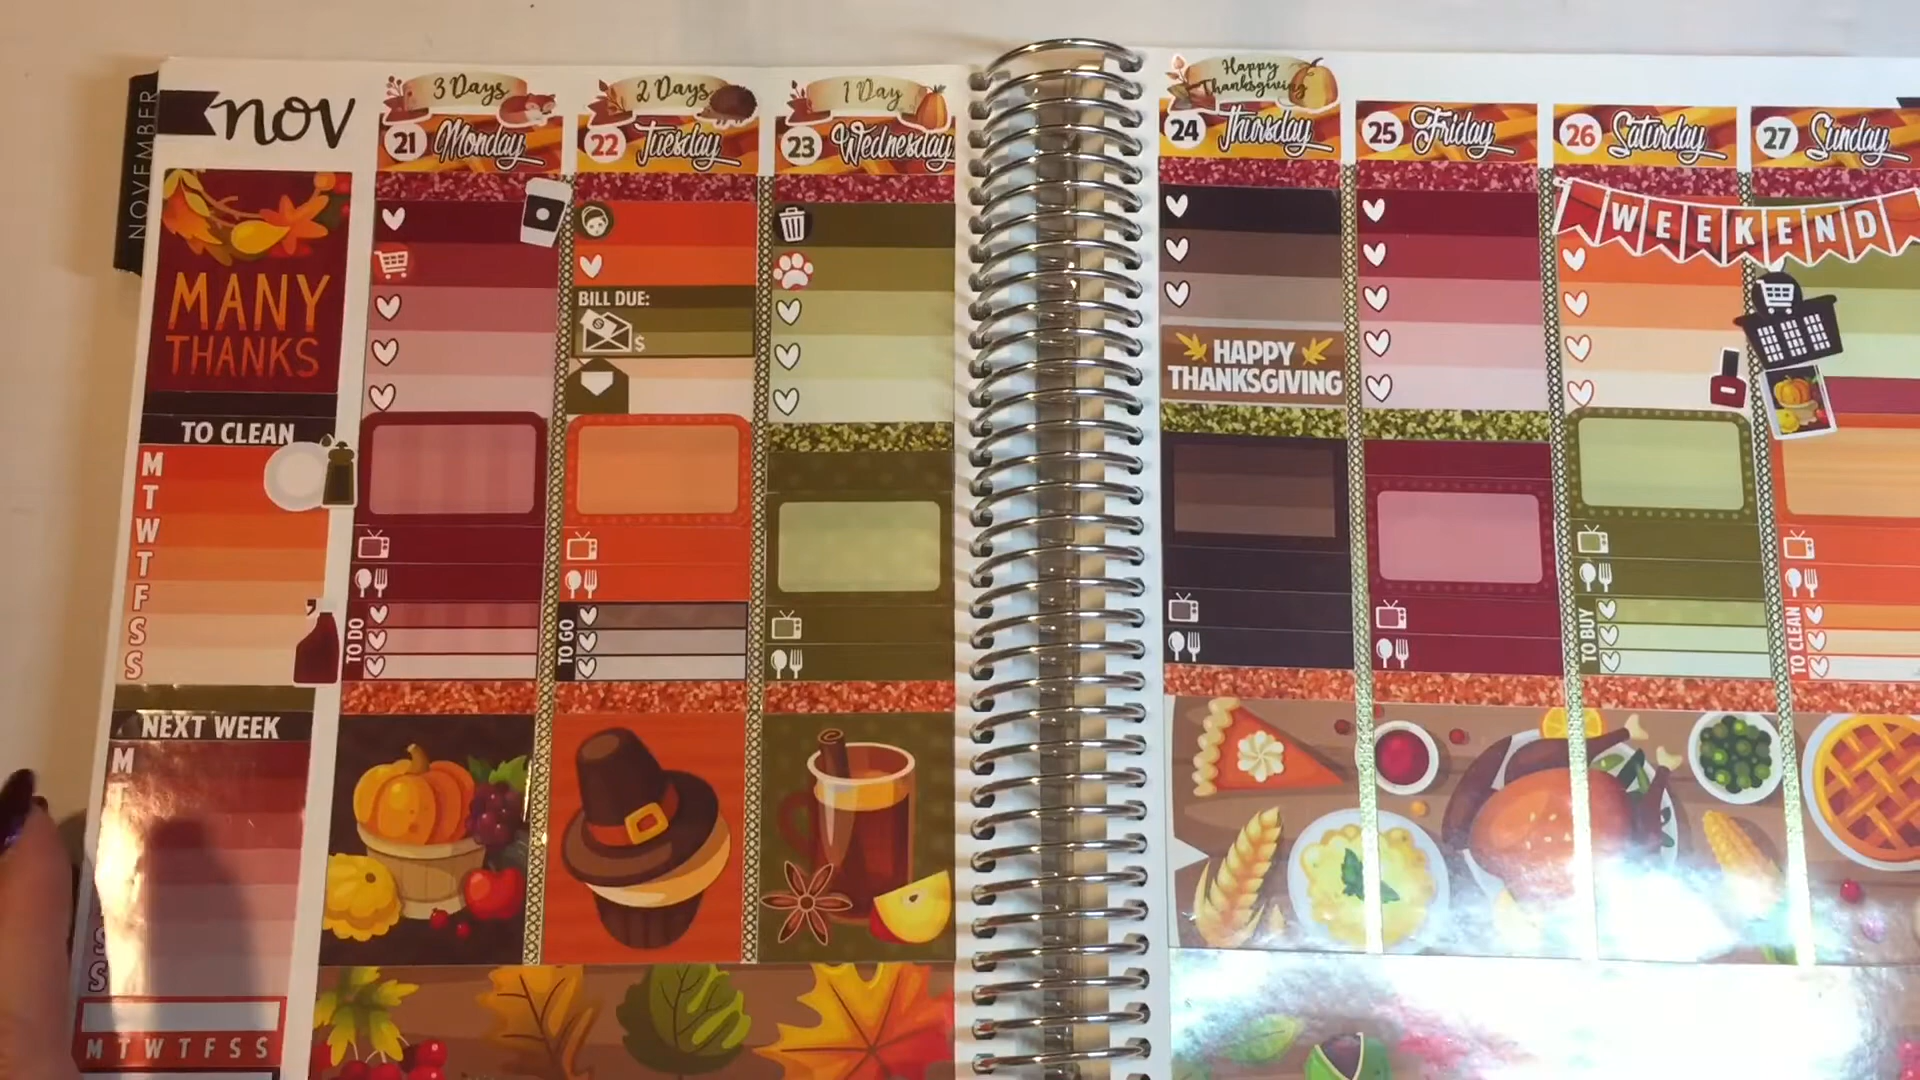 NOVEMBER
nov
3 Days
2 Days
1 Day
Happy
Thanksgiving
21 Monday
22 Tuesday
23 Wednesday
24 Thursday
25 Friday
26 Saturday
27 Sunday
MANY
THANKS
TO CLEAN
M
T
W
T
F
S
S
NEXT WEEK
M
T
S
S
M T W T F S S
BILL DUE:
$
TO DO
TO GO
HAPPY
THANKSGIVING
WEEKEND
TO BUY
TO CLEAN